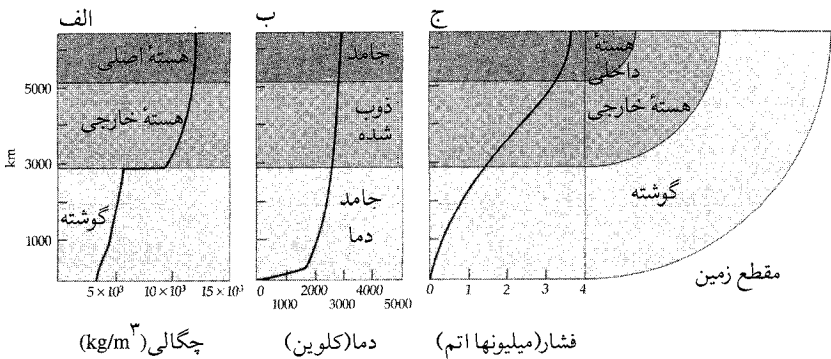 الف
ب
ج
هستهٔ اصلی
هستهٔ خارجی
گوشته
جامد
ذوب شده
جامد
دما
هستهٔ داخلی
هستهٔ خارجی
گوشته
مقطع زمین
km
5000
3000
1000
5×10³ 10×10³ 15×10³
0 1000 2000 3000 4000 5000
0 1 2 3 4
چگالی (kg/m³)
دما(کلوین)
فشار(میلیونها اتم)